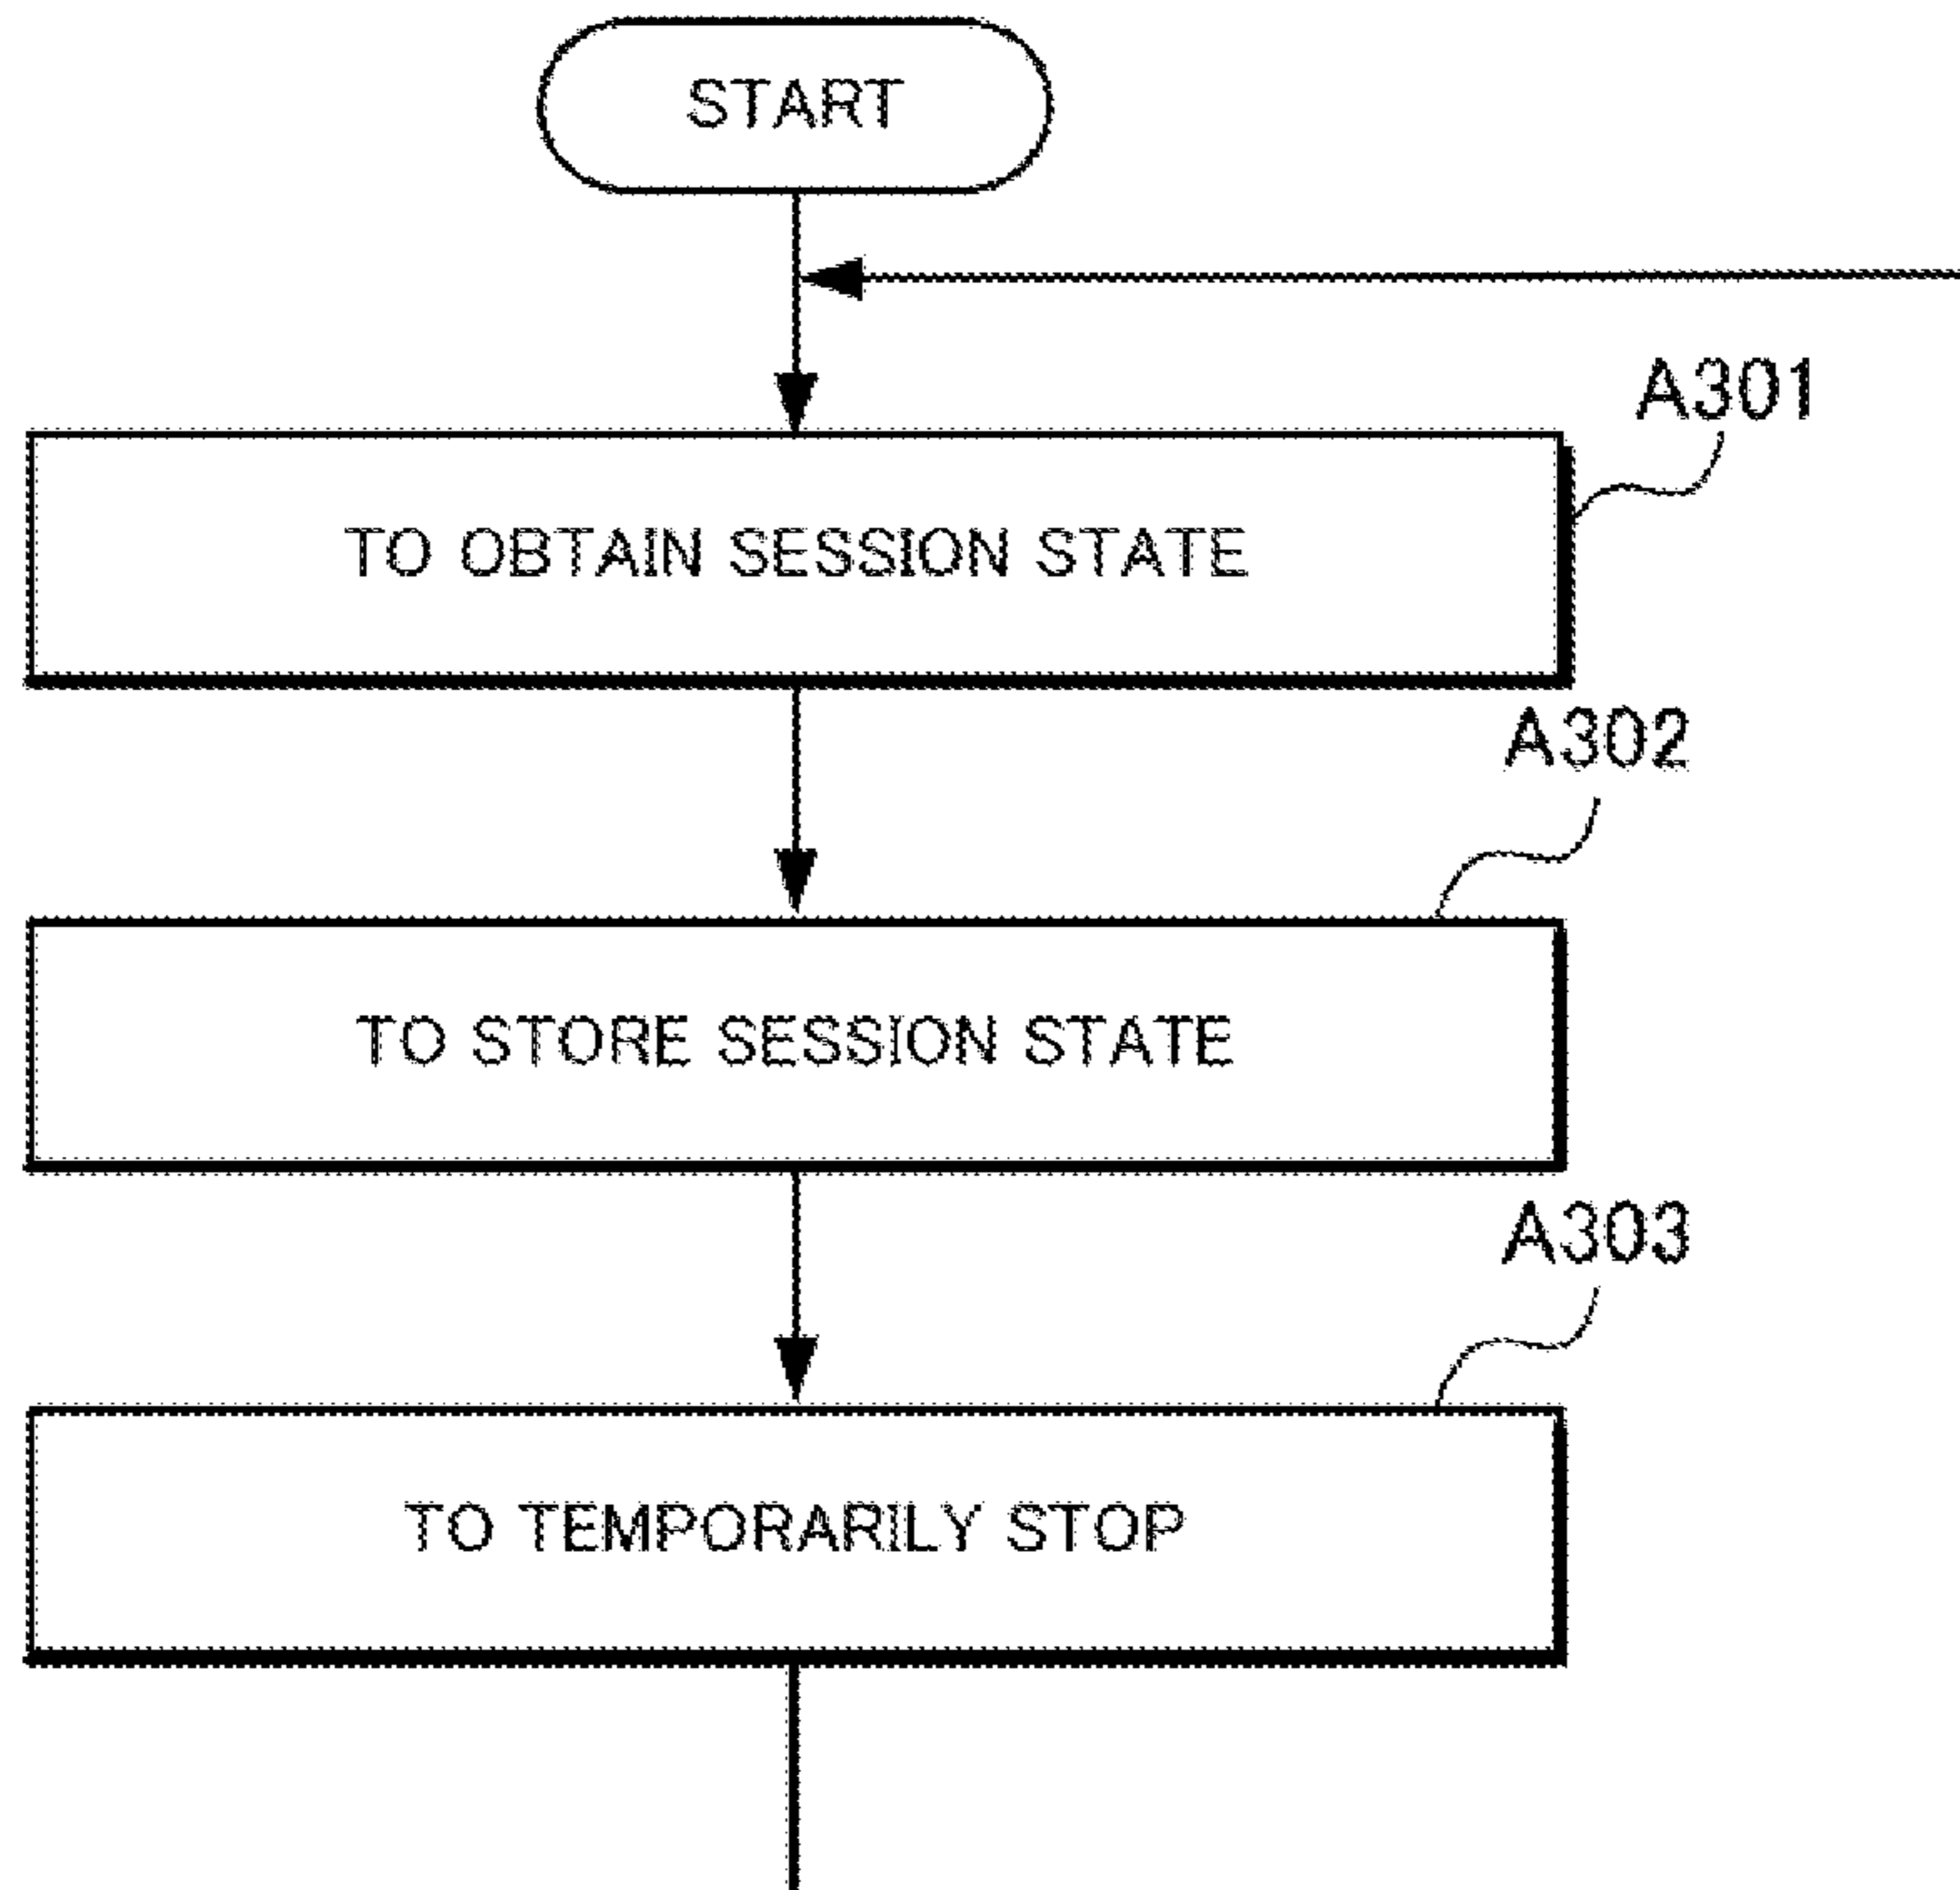 START
A301
TO OBTAIN SESSION STATE
A302
TO STORE SESSION STATE
A303
TO TEMPORARILY STOP